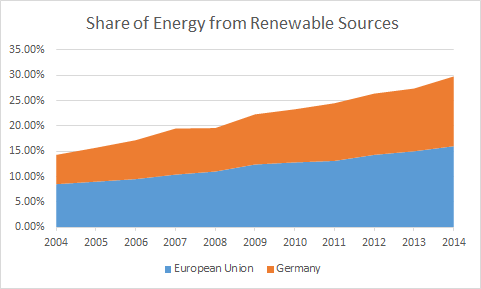 Share of Energy from Renewable Sources
35.00%
30.00%
25.00%
20.00%
15.00%
10.00%
5.00%
0.00%
2004 2005 2006 2007 2008 2009 2010 2011 2012 2013 2014
European Union Germany